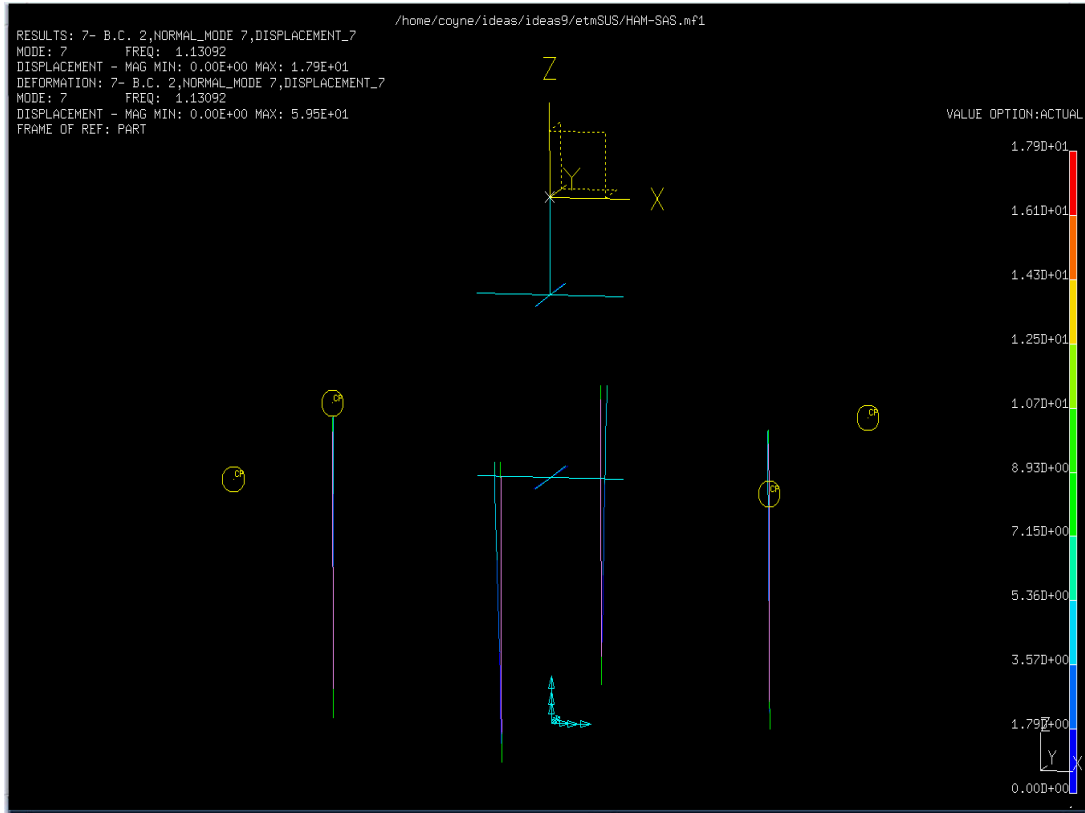 /home/coyne/ideas/ideas9/etmSUS/HAM-SAS.mf1
RESULTS: 7- B.C. 2,NORMAL_MODE 7,DISPLACEMENT_7
MODE: 7 FREQ: 1.13092
DISPLACEMENT - MAG MIN: 0.00E+00 MAX: 1.79E+01
DEFORMATION: 7- B.C. 2,NORMAL_MODE 7,DISPLACEMENT_7
MODE: 7 FREQ: 1.13092
DISPLACEMENT - MAG MIN: 0.00E+00 MAX: 5.95E+01
FRAME OF REF: PART
VALUE OPTION:ACTUAL
Z
Y
X
1.79D+01
1.61D+01
1.43D+01
1.25D+01
1.07D+01
8.93D+00
7.15D+00
5.36D+00
3.57D+00
1.79D+00
0.00D+00
CP
CP
CP
CP
Z
Y
X